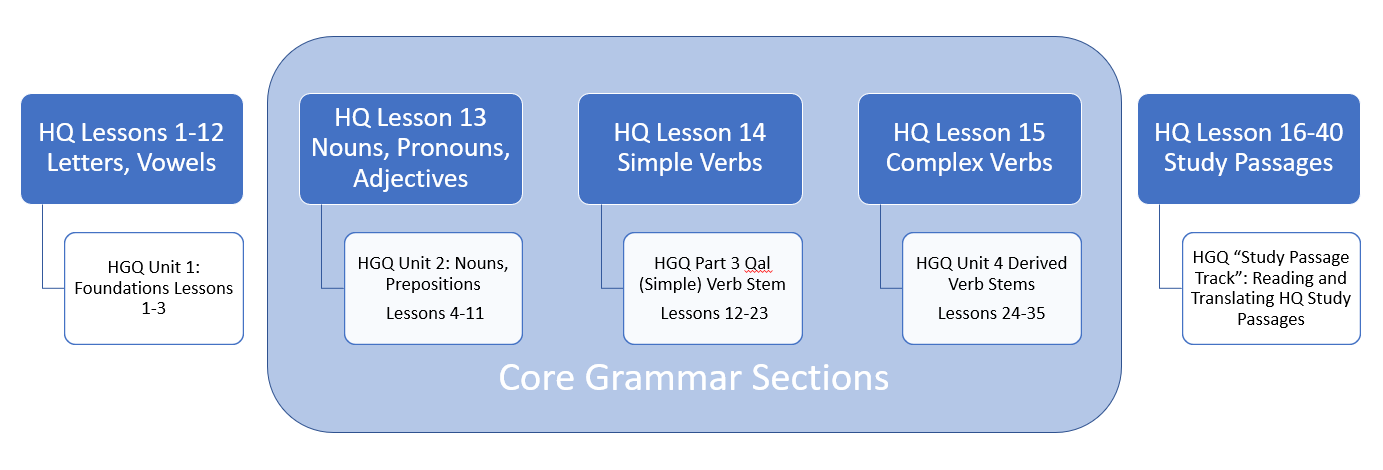 HQ Lessons 1-12
Letters, Vowels
HGQ Unit 1:
Foundations Lessons
1-3
HQ Lesson 13
Nouns, Pronouns,
Adjectives
HGQ Unit 2: Nouns,
Prepositions
Lessons 4-11
HQ Lesson 14
Simple Verbs
HGQ Part 3 Qal
(Simple) Verb Stem
Lessons 12-23
HQ Lesson 15
Complex Verbs
HGQ Unit 4 Derived
Verb Stems
Lessons 24-35
HQ Lesson 16-40
Study Passages
HGQ “Study Passage
Track”: Reading and
Translating HQ Study
Passages
Core Grammar Sections